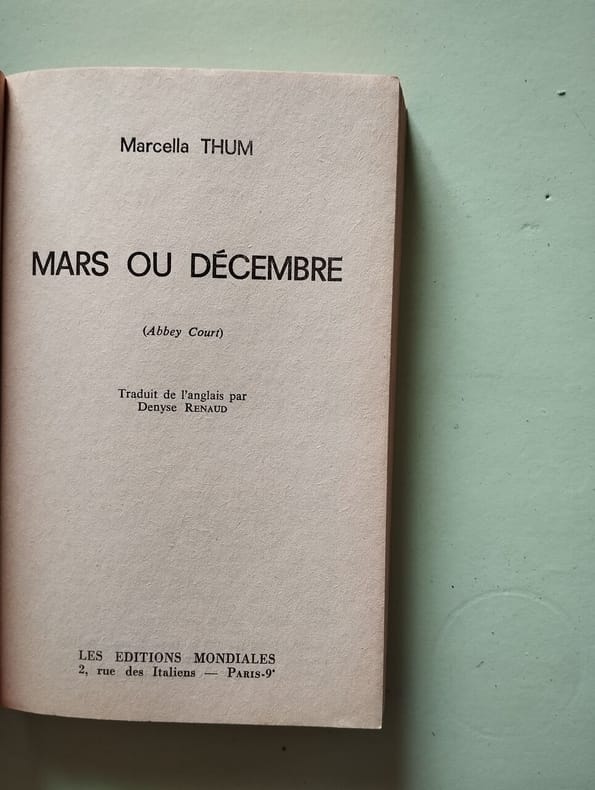 Marcella THUM
MARS OU DÉCEMBRE
(Abbey Court)
Traduit de l'anglais par
Denyse RENAUD
LES EDITIONS MONDIALES
2, rue des Italiens — PARIS-9ᵉ